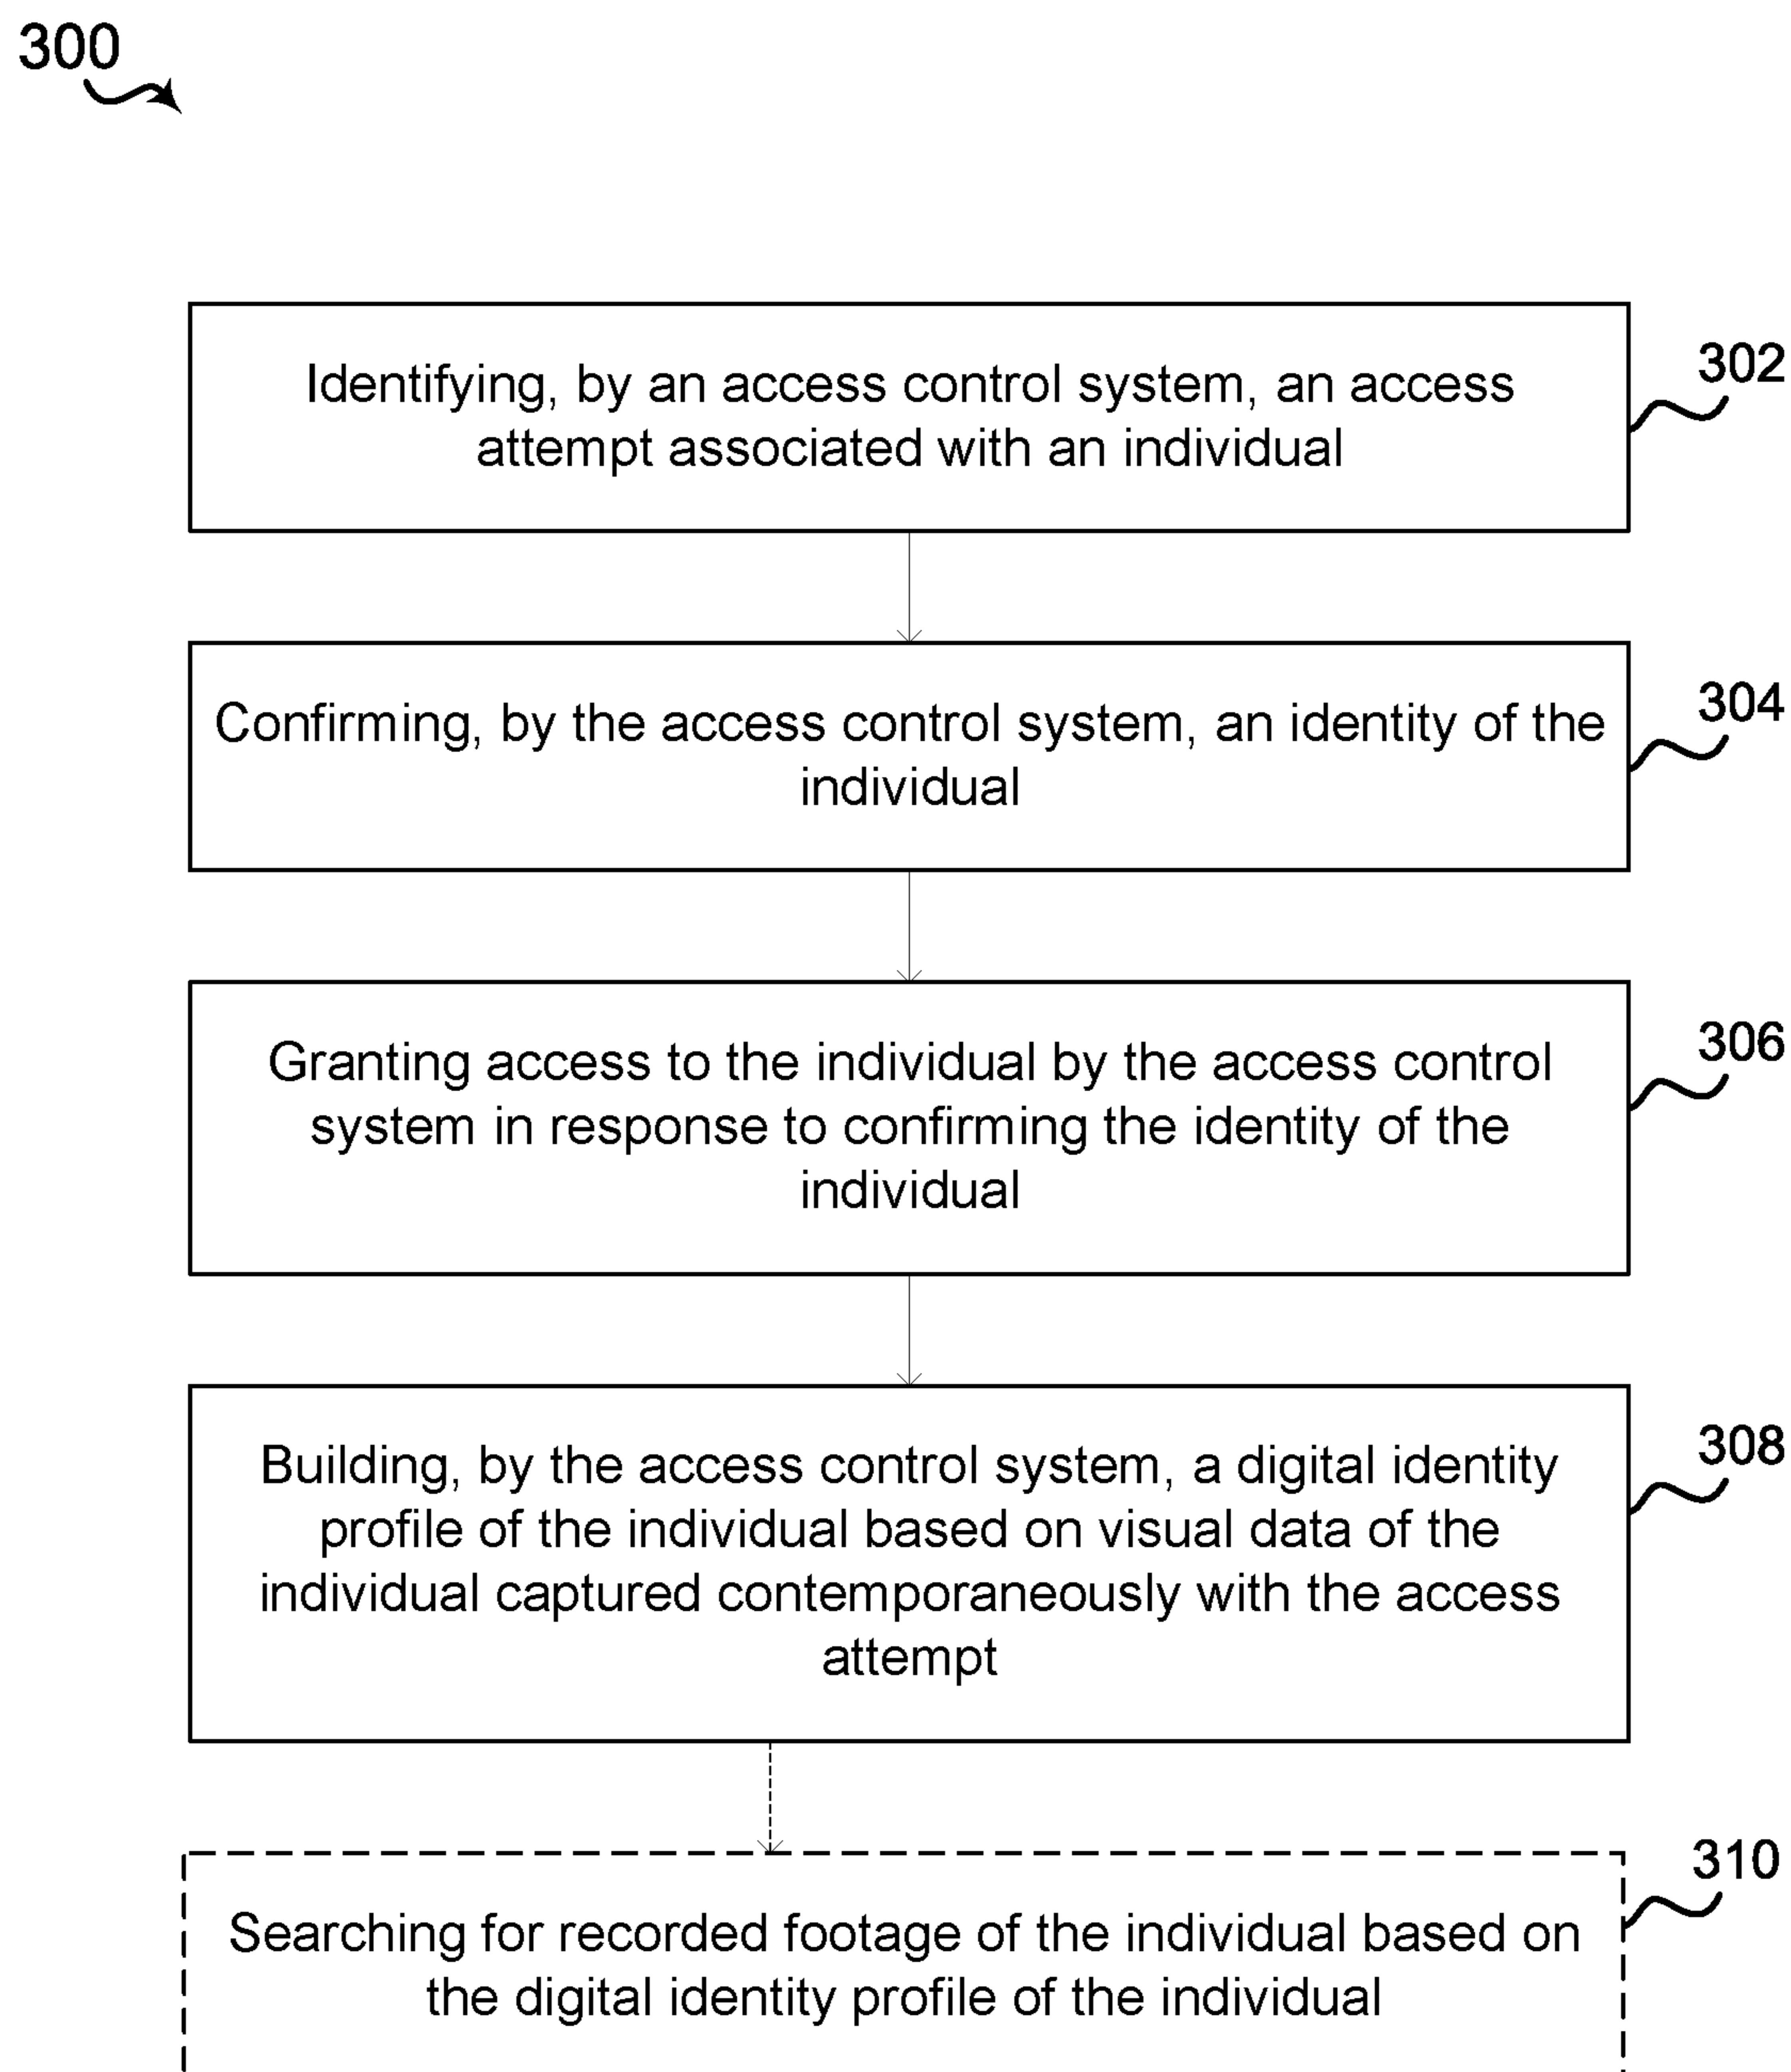 300
302
Identifying, by an access control system, an access
attempt associated with an individual
304
Confirming, by the access control system, an identity of the
individual
306
Granting access to the individual by the access control
system in response to confirming the identity of the
individual
308
Building, by the access control system, a digital identity
profile of the individual based on visual data of the
individual captured contemporaneously with the access
attempt
310
Searching for recorded footage of the individual based on
the digital identity profile of the individual